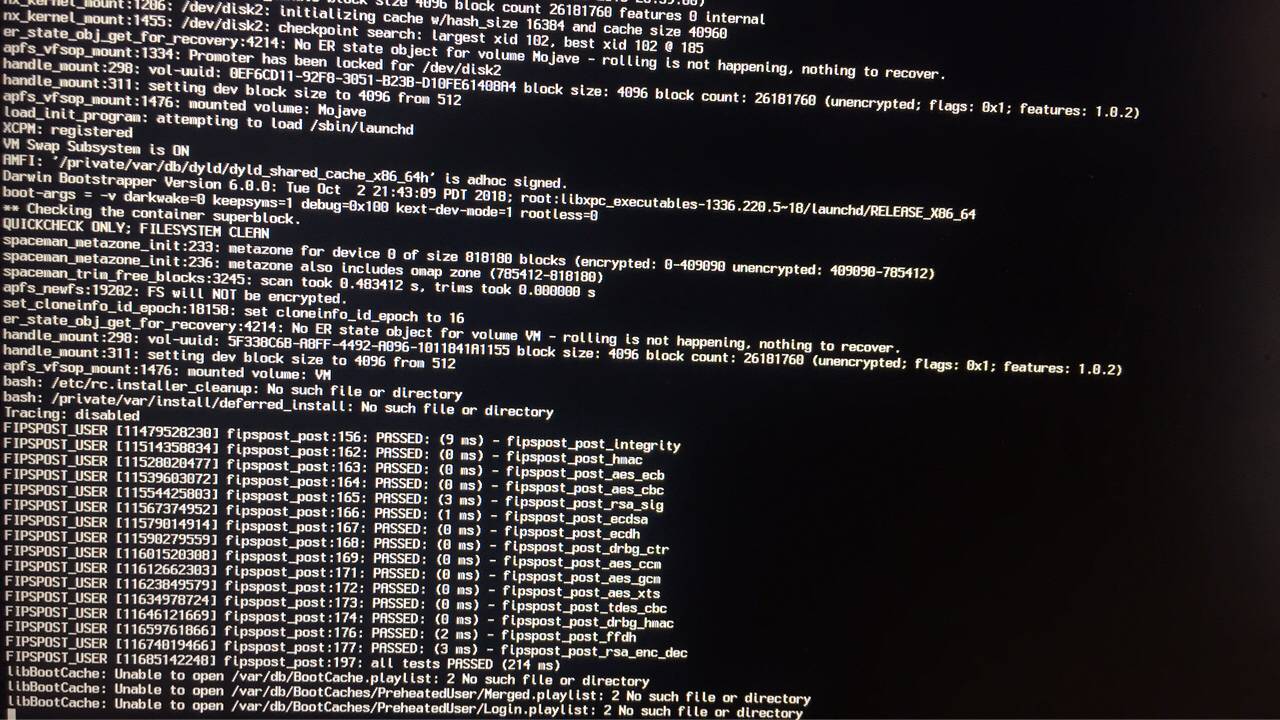 block size 4096 block count 26181760 features 0 internal
nx_kernel_mount:1206: /dev/disk2: initializing cache w/hash_size 16384 and cache size 40960
nx_kernel_mount:1455: /dev/disk2: checkpoint search: largest xid 102, best xid 102 @ 185
er_state_obj_get_for_recovery:4214: No ER state object for volume Mojave - rolling is not happening, nothing to recover.
apfs_vfsop_mount:1334: Promoter has been locked for /dev/disk2
handle_mount:298: vol-uuid: 0EF6CD11-92F8-3051-B23B-D10FE61408A4 block size: 4096 block count: 26181760 (unencrypted; flags: 0x1; features: 1.0.2)
handle_mount:311: setting dev block size to 4096 from 512
apfs_vfsop_mount:1476: mounted volume: Mojave
load_init_program: attempting to load /sbin/launchd
XCPM: registered
VM Swap Subsystem is ON
AMFI: '/private/var/db/dyld/dyld_shared_cache_x86_64h' is adhoc signed.
Darwin Bootstrapper Version 6.0.0: Tue Oct  2 21:43:09 PDT 2018; root:libxpc_executables-1336.220.5~18/launchd/RELEASE_X86_64
boot-args = -v darkwake=0 keepsyms=1 debug=0x100 kext-dev-mode=1 rootless=0
** Checking the container superblock.
QUICKCHECK ONLY; FILESYSTEM CLEAN
spaceman_metazone_init:233: metazone for device 0 of size 818180 blocks (encrypted: 0-409090 unencrypted: 409090-785412)
spaceman_metazone_init:236: metazone also includes omap zone (785412-818180)
spaceman_trim_free_blocks:3245: scan took 0.483412 s, trims took 0.000000 s
apfs_newfs:19202: FS will NOT be encrypted.
set_cloneinfo_id_epoch:18158: set cloneinfo_id_epoch to 16
er_state_obj_get_for_recovery:4214: No ER state object for volume VM - rolling is not happening, nothing to recover.
handle_mount:298: vol-uuid: 5F338C6B-A8FF-4492-A096-1011841A1155 block size: 4096 block count: 26181760 (unencrypted; flags: 0x1; features: 1.0.2)
handle_mount:311: setting dev block size to 4096 from 512
apfs_vfsop_mount:1476: mounted volume: VM
bash: /etc/rc.installer_cleanup: No such file or directory
bash: /private/var/install/deferred_install: No such file or directory
Tracing: disabled
FIPSPOST_USER [11479528230] fipspost_post:156: PASSED: (9 ms) - fipspost_post_integrity
FIPSPOST_USER [11514358834] fipspost_post:162: PASSED: (0 ms) - fipspost_post_hmac
FIPSPOST_USER [11528020477] fipspost_post:163: PASSED: (0 ms) - fipspost_post_aes_ecb
FIPSPOST_USER [11539603072] fipspost_post:164: PASSED: (0 ms) - fipspost_post_aes_cbc
FIPSPOST_USER [11554425803] fipspost_post:165: PASSED: (3 ms) - fipspost_post_rsa_sig
FIPSPOST_USER [11567374952] fipspost_post:166: PASSED: (1 ms) - fipspost_post_ecdsa
FIPSPOST_USER [11579014914] fipspost_post:167: PASSED: (0 ms) - fipspost_post_ecdh
FIPSPOST_USER [11590279559] fipspost_post:168: PASSED: (0 ms) - fipspost_post_drbg_ctr
FIPSPOST_USER [11601520308] fipspost_post:169: PASSED: (0 ms) - fipspost_post_aes_ccm
FIPSPOST_USER [11612662303] fipspost_post:171: PASSED: (0 ms) - fipspost_post_aes_gcm
FIPSPOST_USER [11623849579] fipspost_post:172: PASSED: (0 ms) - fipspost_post_aes_xts
FIPSPOST_USER [11634978724] fipspost_post:173: PASSED: (0 ms) - fipspost_post_tdes_cbc
FIPSPOST_USER [11646121669] fipspost_post:174: PASSED: (0 ms) - fipspost_post_drbg_hmac
FIPSPOST_USER [11659761866] fipspost_post:176: PASSED: (2 ms) - fipspost_post_ffdh
FIPSPOST_USER [11674019466] fipspost_post:177: PASSED: (3 ms) - fipspost_post_rsa_enc_dec
FIPSPOST_USER [11685142248] fipspost_post:197: all tests PASSED (214 ms)
libBootCache: Unable to open /var/db/BootCache.playlist: 2 No such file or directory
libBootCache: Unable to open /var/db/BootCaches/PreheatedUser/Merged.playlist: 2 No such file or directory
libBootCache: Unable to open /var/db/BootCaches/PreheatedUser/Login.playlist: 2 No such file or directory